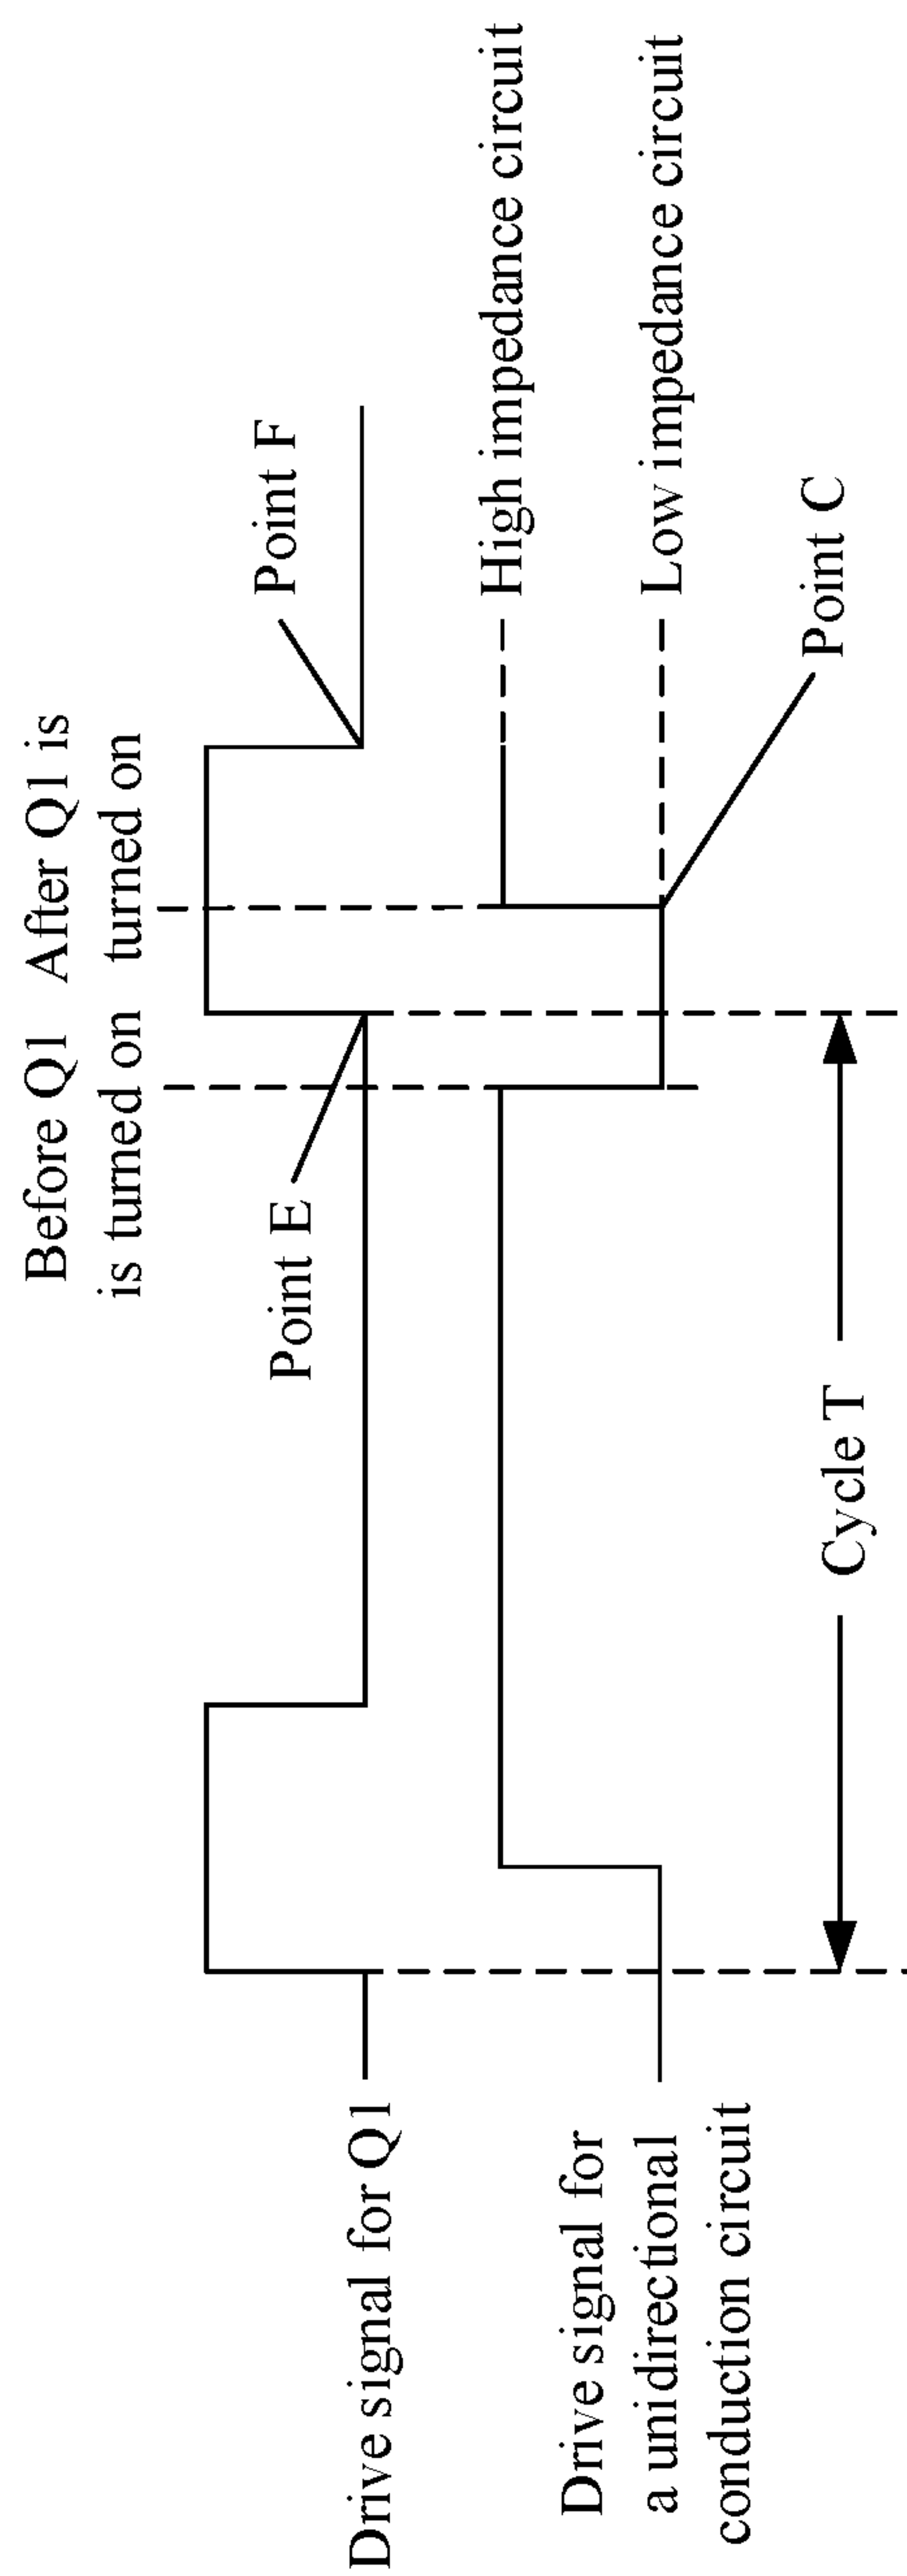 Before Q1
is turned on
After Q1 is
turned on
Point E
Point F
Drive signal for Q1
High impedance circuit
Drive signal for
a unidirectional
conduction circuit
Low impedance circuit
Point C
Cycle T